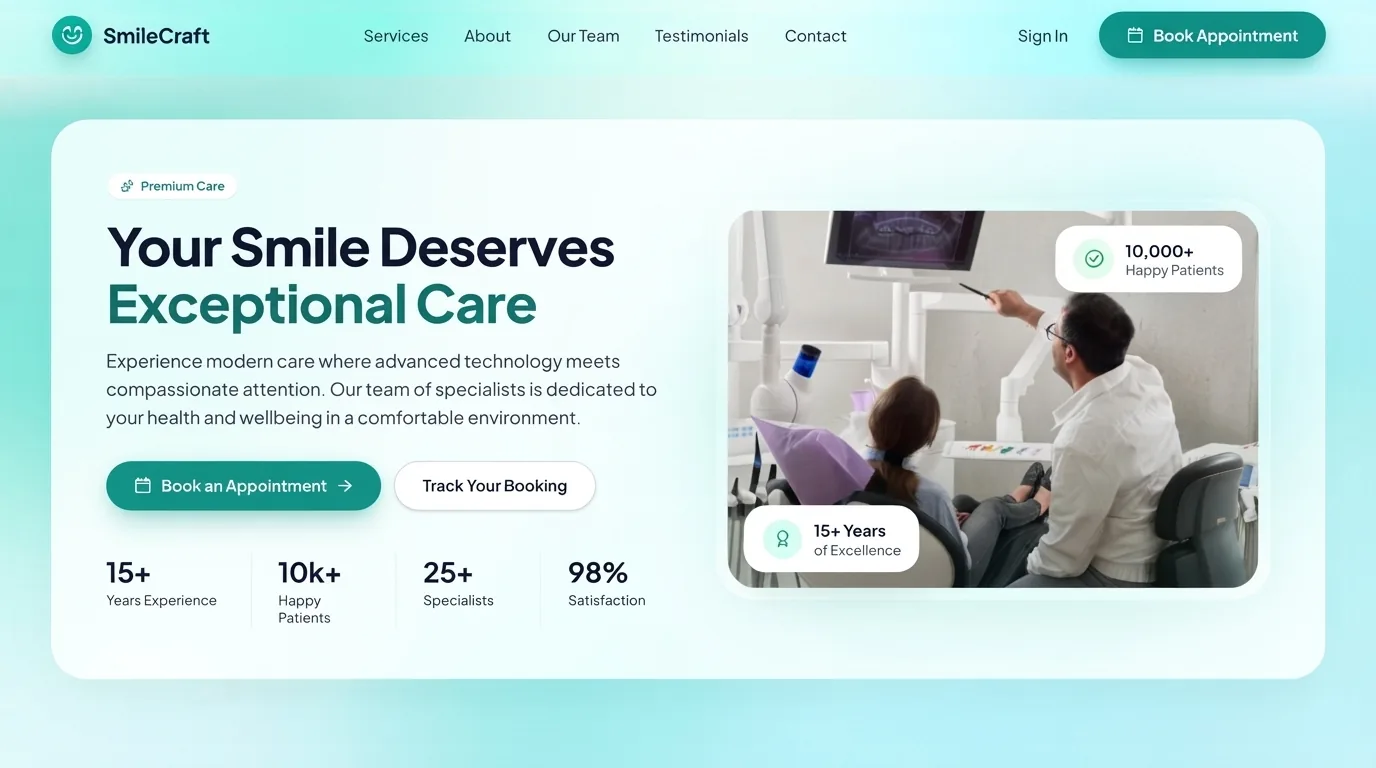 SmileCraft
Services
About
Our Team
Testimonials
Contact
Sign In
Book Appointment
Premium Care
Your Smile Deserves
Exceptional Care
Experience modern care where advanced technology meets
compassionate attention. Our team of specialists is dedicated to
your health and wellbeing in a comfortable environment.
Book an Appointment
Track Your Booking
15+
Years Experience
10k+
Happy
Patients
25+
Specialists
98%
Satisfaction
10,000+
Happy Patients
15+ Years
of Excellence